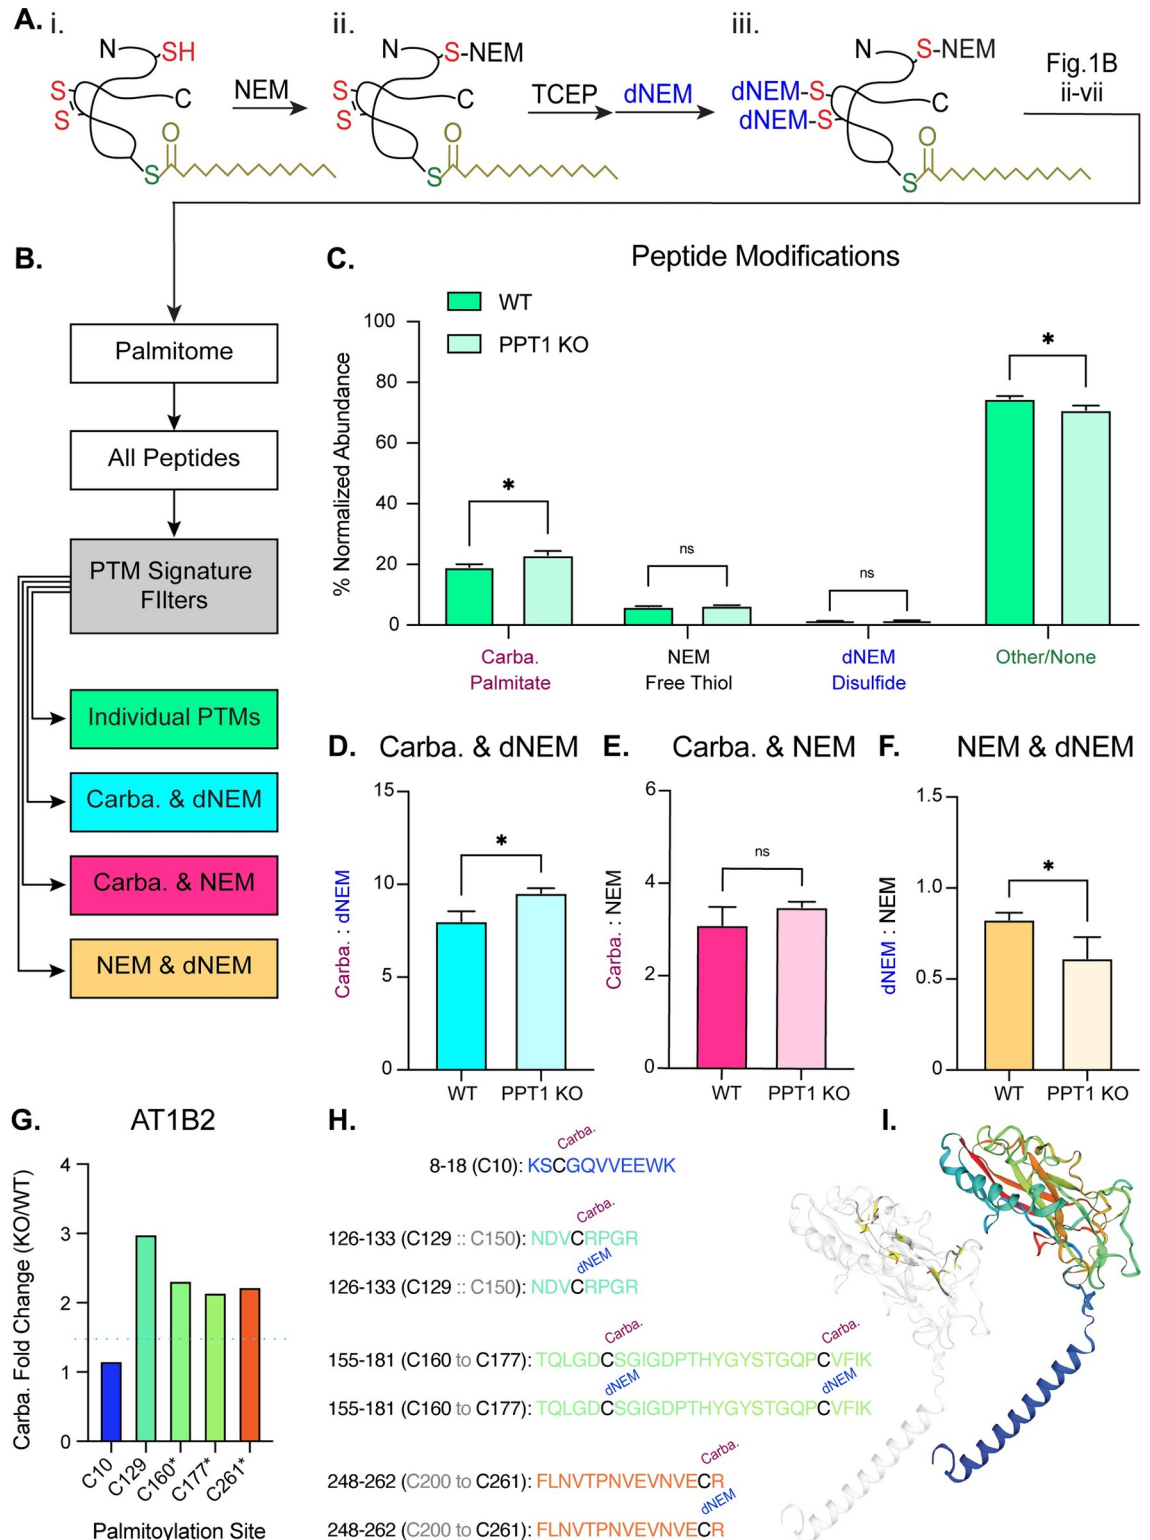 A.
i.
N
SH
S
S
C
O
S
NEM
ii.
N
S-NEM
S
S
C
O
S
TCEP
dNEM
iii.
N
S-NEM
dNEM-S
dNEM-S
C
O
S
Fig.1B
ii-vii
B.
Palmitome
All Peptides
PTM Signature
FIlters
Individual PTMs
Carba. & dNEM
Carba. & NEM
NEM & dNEM
C.
Peptide Modifications
WT
PPT1 KO
% Normalized Abundance
100
80
60
40
20
0
*
ns
ns
*
Carba.
Palmitate
NEM
Free Thiol
dNEM
Disulfide
Other/None
D.
Carba. & dNEM
Carba. : dNEM
15
10
5
0
*
WT
PPT1 KO
E.
Carba. & NEM
Carba. : NEM
6
4
2
0
ns
WT
PPT1 KO
F.
NEM & dNEM
dNEM : NEM
1.5
1.0
0.5
0
*
WT
PPT1 KO
G.
AT1B2
Carba. Fold Change (KO/WT)
4
3
2
1
0
C10
C129
C160*
C177*
C261*
Palmitoylation Site
H.
Carba.
8-18 (C10): KSCGQVVEEWK
Carba.
126-133 (C129 :: C150): NDVCRPGR
dNEM
126-133 (C129 :: C150): NDVCRPGR
Carba. Carba.
155-181 (C160 to C177): TQLGDCSGIGDPTHYGYSTGQPCVFIK
dNEM dNEM
155-181 (C160 to C177): TQLGDCSGIGDPTHYGYSTGQPCVFIK
Carba.
248-262 (C200 to C261): FLNVTPNVEVNVECR
dNEM
248-262 (C200 to C261): FLNVTPNVEVNVECR
I.